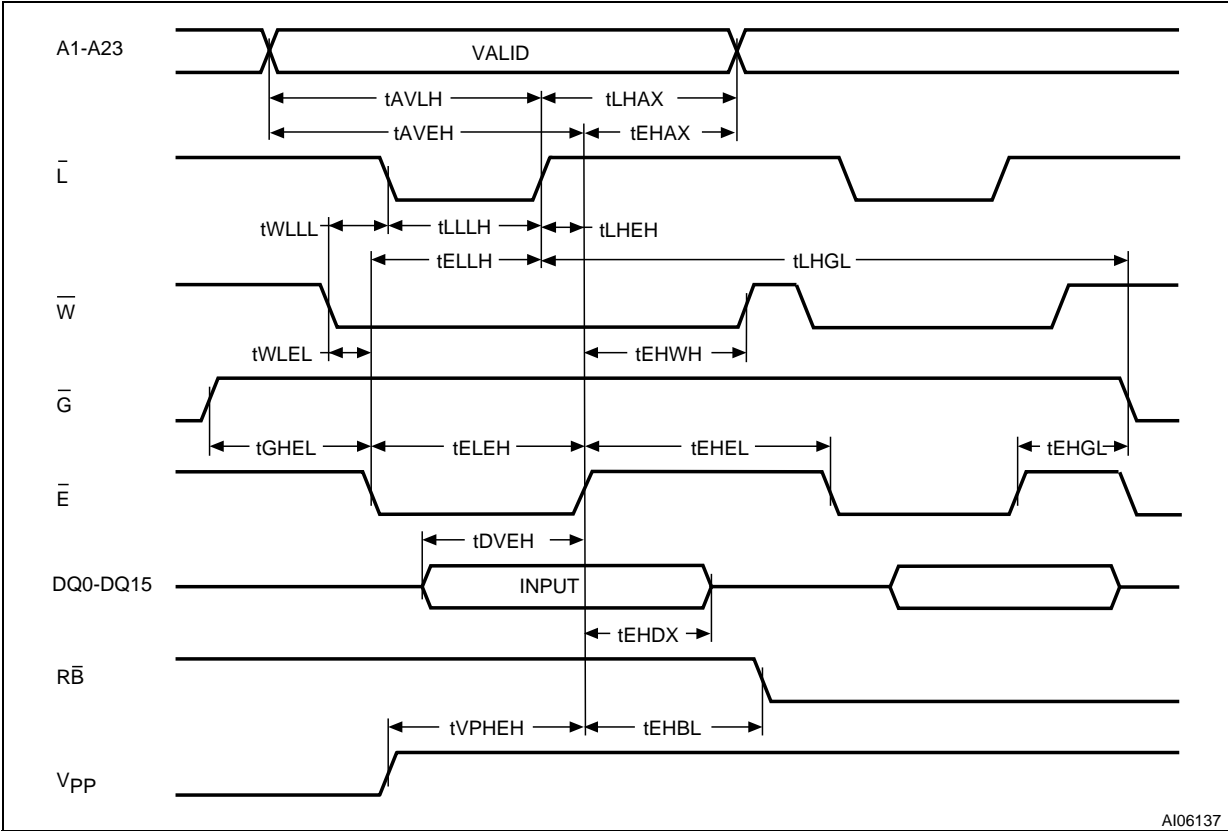 A1-A23
VALID
tAVLH
tLHAX
tAVEH
tEHAX
L̅
tWLLL
tLLLH
tLHEH
tELLH
tLHGL
W̅
tWLEL
tEHWH
G̅
tGHEL
tELEH
tEHEL
tEHGL
E̅
tDVEH
DQ0-DQ15
INPUT
tEHDX
RB̅
tVPHEH
tEHBL
VPP
AI06137